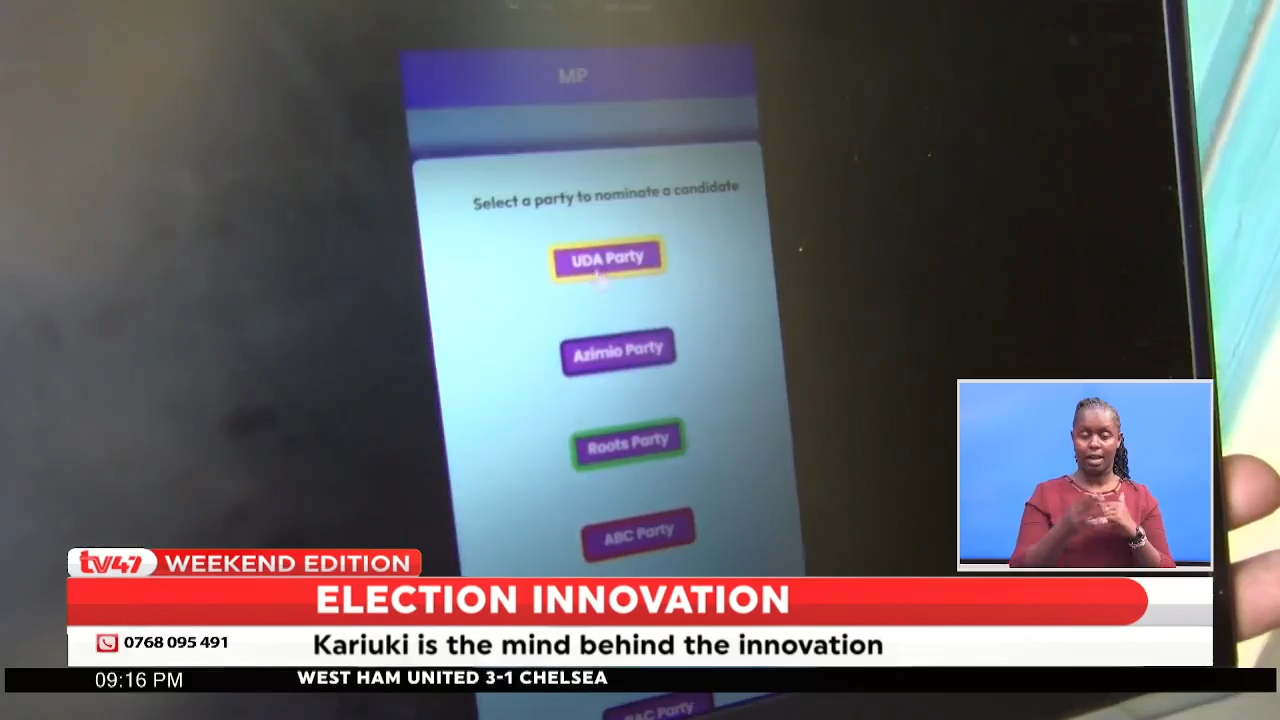 MP
Select a party to nominate a candidate
UDA Party
Azimio Party
Roots Party
ABC Party
tv47 WEEKEND EDITION
ELECTION INNOVATION
0768 095 491
Kariuki is the mind behind the innovation
09:16 PM
WEST HAM UNITED 3-1 CHELSEA
Party